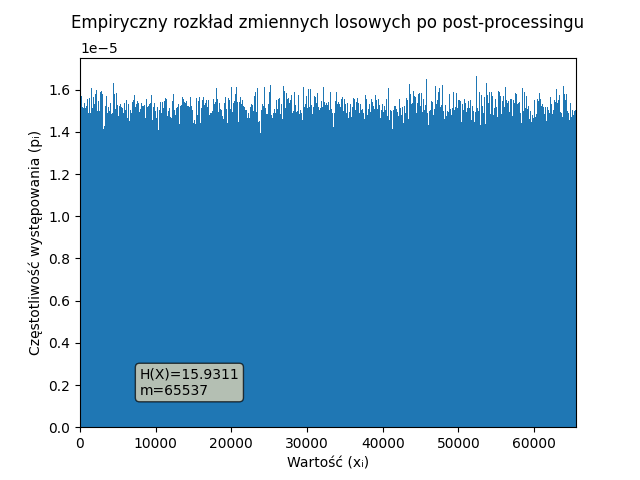 Empiryczny rozkład zmiennych losowych po post-processingu
1e−5
1.6
1.4
1.2
1.0
0.8
0.6
0.4
0.2
0.0
Częstotliwość występowania (pᵢ)
H(X)=15.9311
m=65537
0 10000 20000 30000 40000 50000 60000
Wartość (xᵢ)